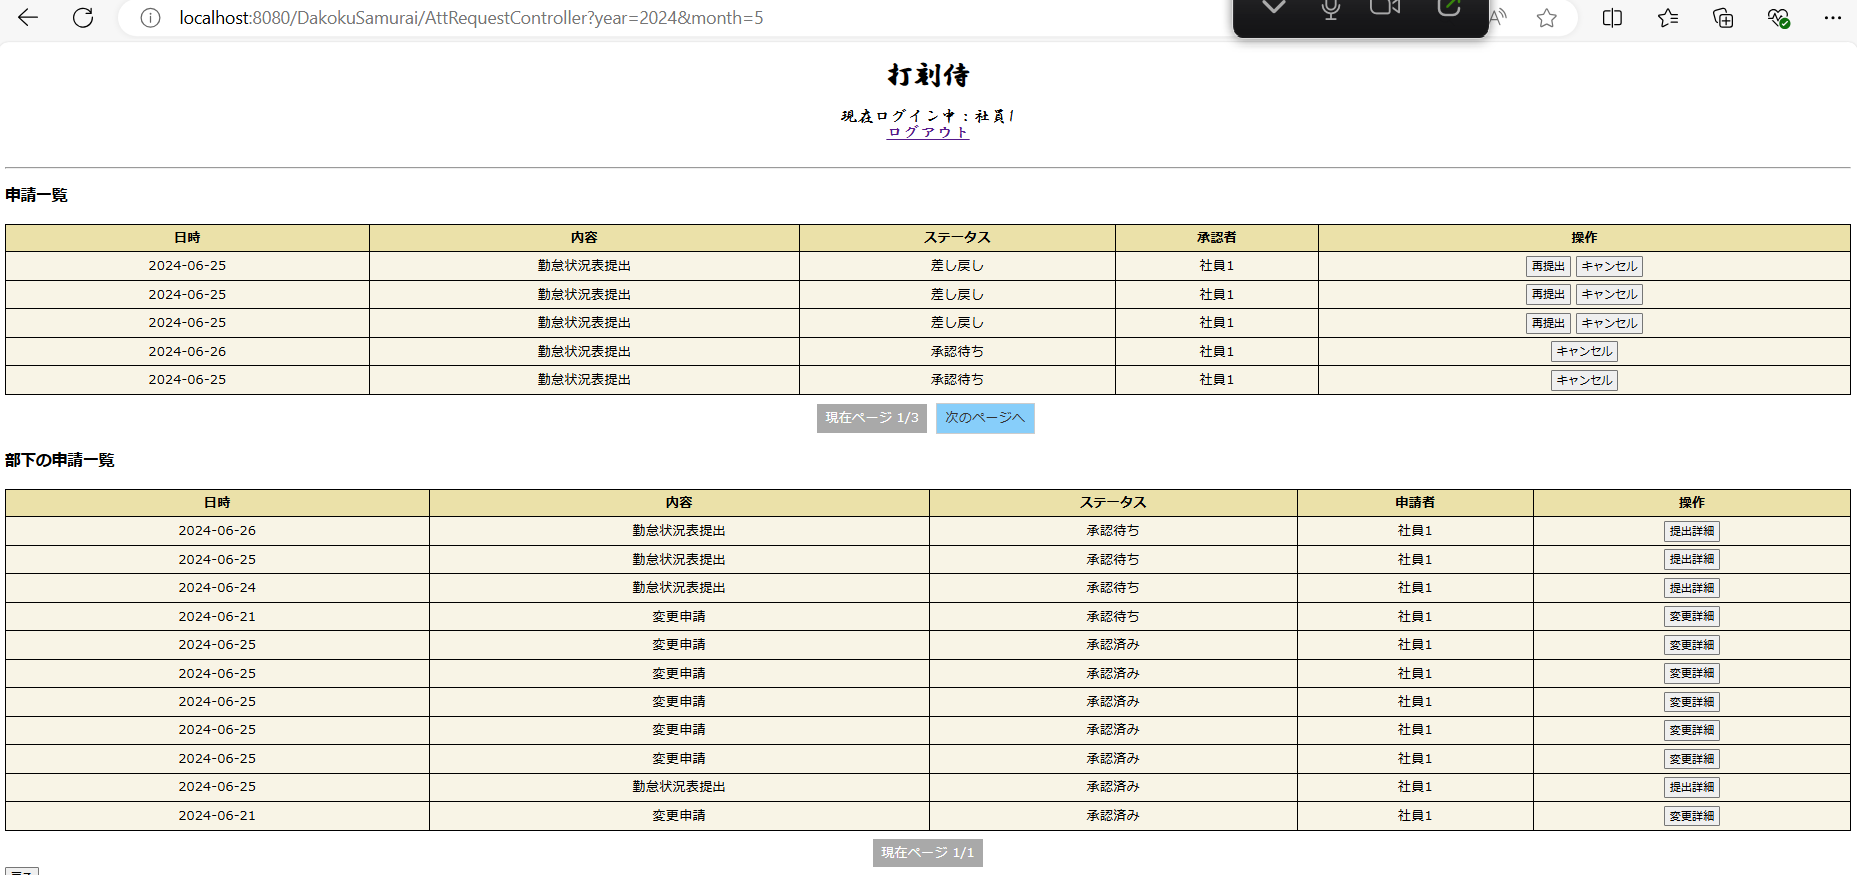 localhost:8080/DakokuSamurai/AttRequestController?year=2024&month=5
打刻侍
現在ログイン中：社員1
ログアウト
申請一覧
日時 内容 ステータス 承認者 操作
2024-06-25 勤怠状況表提出 差し戻し 社員1 再提出 キャンセル
2024-06-25 勤怠状況表提出 差し戻し 社員1 再提出 キャンセル
2024-06-25 勤怠状況表提出 差し戻し 社員1 再提出 キャンセル
2024-06-26 勤怠状況表提出 承認待ち 社員1 キャンセル
2024-06-25 勤怠状況表提出 承認待ち 社員1 キャンセル
現在ページ 1/3 次のページへ
部下の申請一覧
日時 内容 ステータス 申請者 操作
2024-06-26 勤怠状況表提出 承認待ち 社員1 提出詳細
2024-06-25 勤怠状況表提出 承認待ち 社員1 提出詳細
2024-06-24 勤怠状況表提出 承認待ち 社員1 提出詳細
2024-06-21 変更申請 承認待ち 社員1 変更詳細
2024-06-25 変更申請 承認済み 社員1 変更詳細
2024-06-25 変更申請 承認済み 社員1 変更詳細
2024-06-25 変更申請 承認済み 社員1 変更詳細
2024-06-25 変更申請 承認済み 社員1 変更詳細
2024-06-25 変更申請 承認済み 社員1 変更詳細
2024-06-25 勤怠状況表提出 承認済み 社員1 提出詳細
2024-06-21 変更申請 承認済み 社員1 変更詳細
現在ページ 1/1